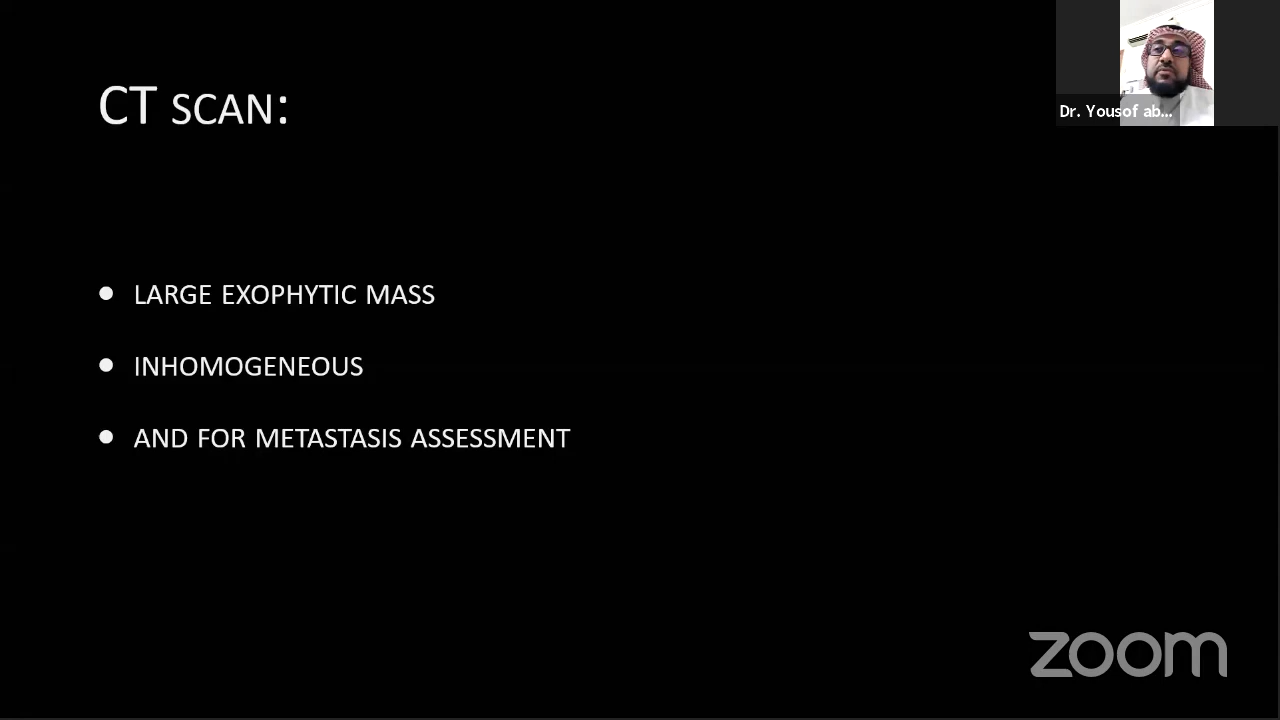 CT SCAN:
Dr. Yousof ab...
• LARGE EXOPHYTIC MASS
• INHOMOGENEOUS
• AND FOR METASTASIS ASSESSMENT
zoom